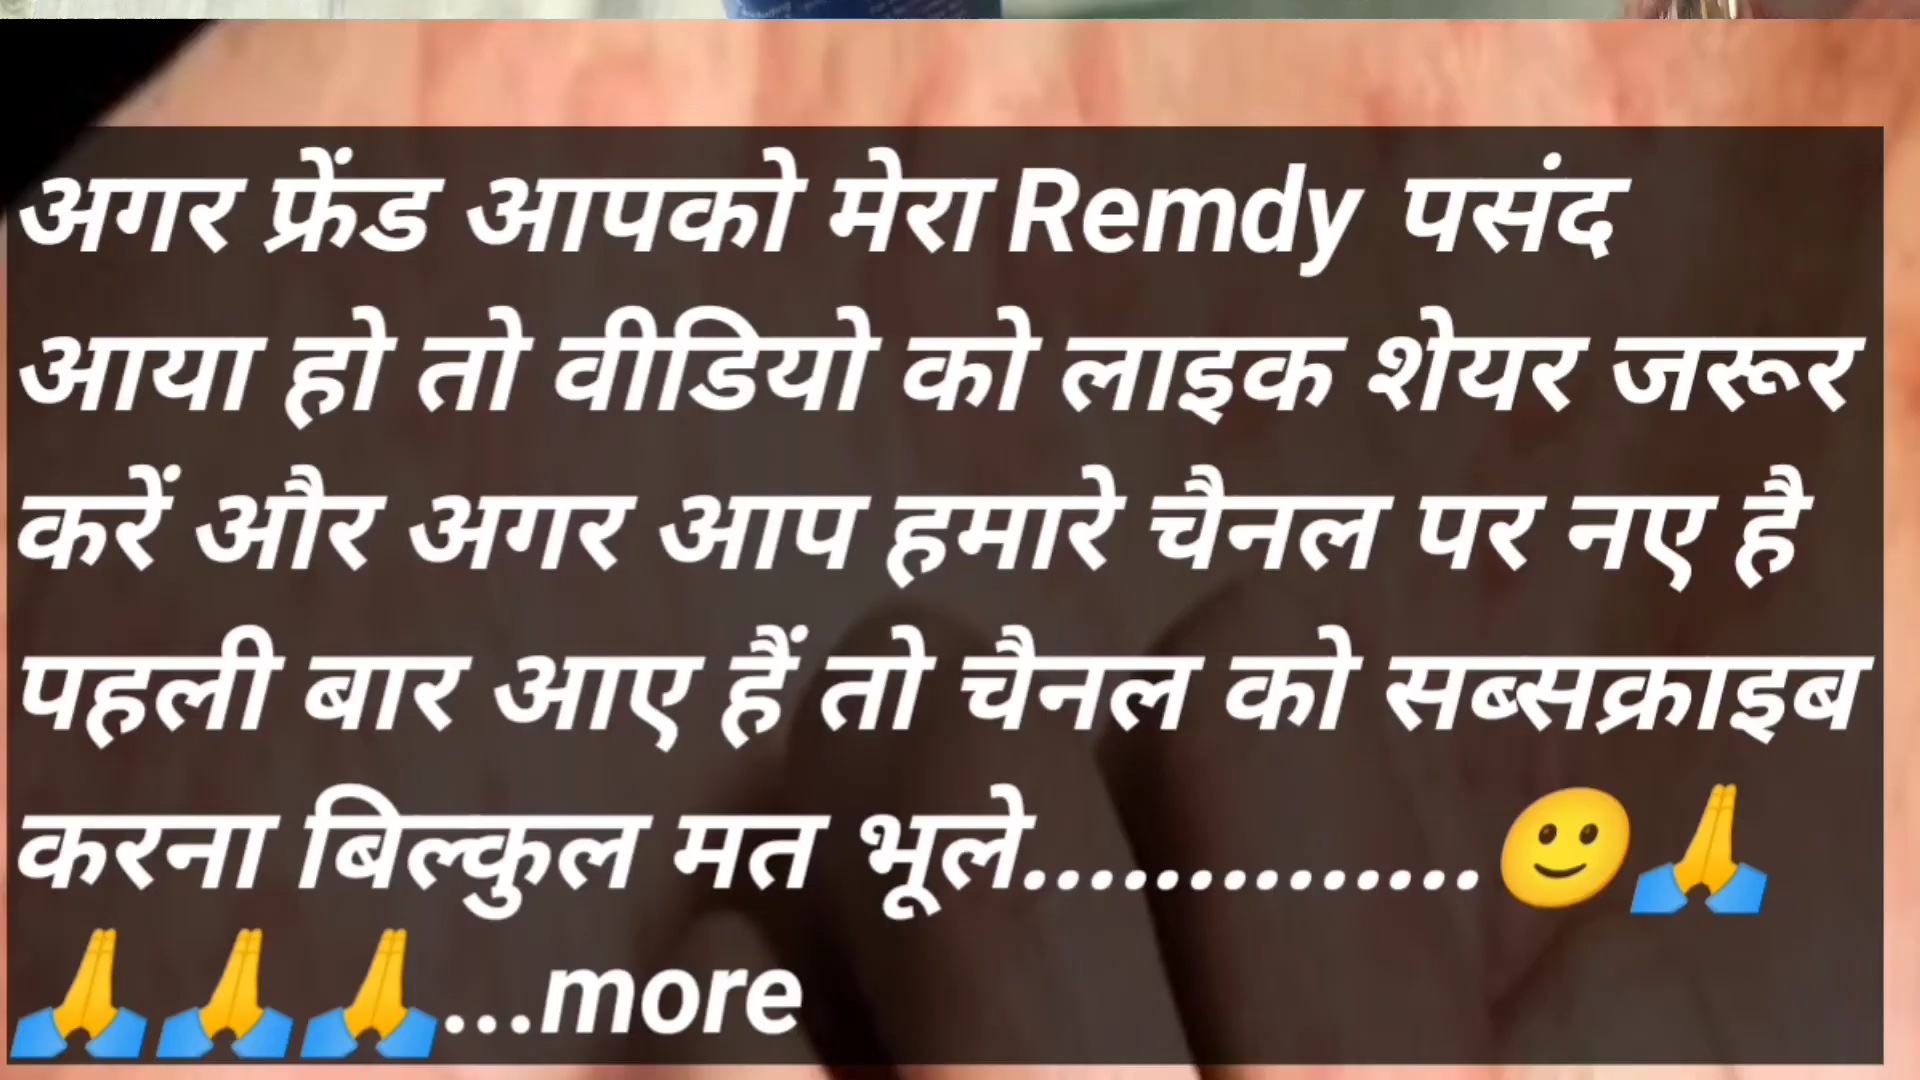 अगर फ्रेंड आपको मेरा Remdy पसंद
आया हो तो वीडियो को लाइक शेयर जरूर
करें और अगर आप हमारे चैनल पर नए है
पहली बार आए हैं तो चैनल को सब्सक्राइब
करना बिल्कुल मत भूले..............🙂🙏
🙏🙏🙏...more